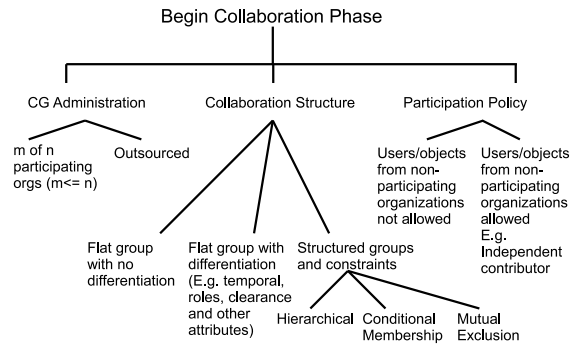 Begin Collaboration Phase
CG Administration
Collaboration Structure
Participation Policy
m of n
participating
orgs (m<= n)
Outsourced
Users/objects
from non-
participating
organizations
not allowed
Users/objects
from non-
participating
organizations
allowed
E.g.
Independent
contributor
Flat group
with no
differentiation
Flat group with
differentiation
(E.g. temporal,
roles, clearance
and other
attributes)
Structured groups
and constraints
Hierarchical
Conditional
Membership
Mutual
Exclusion